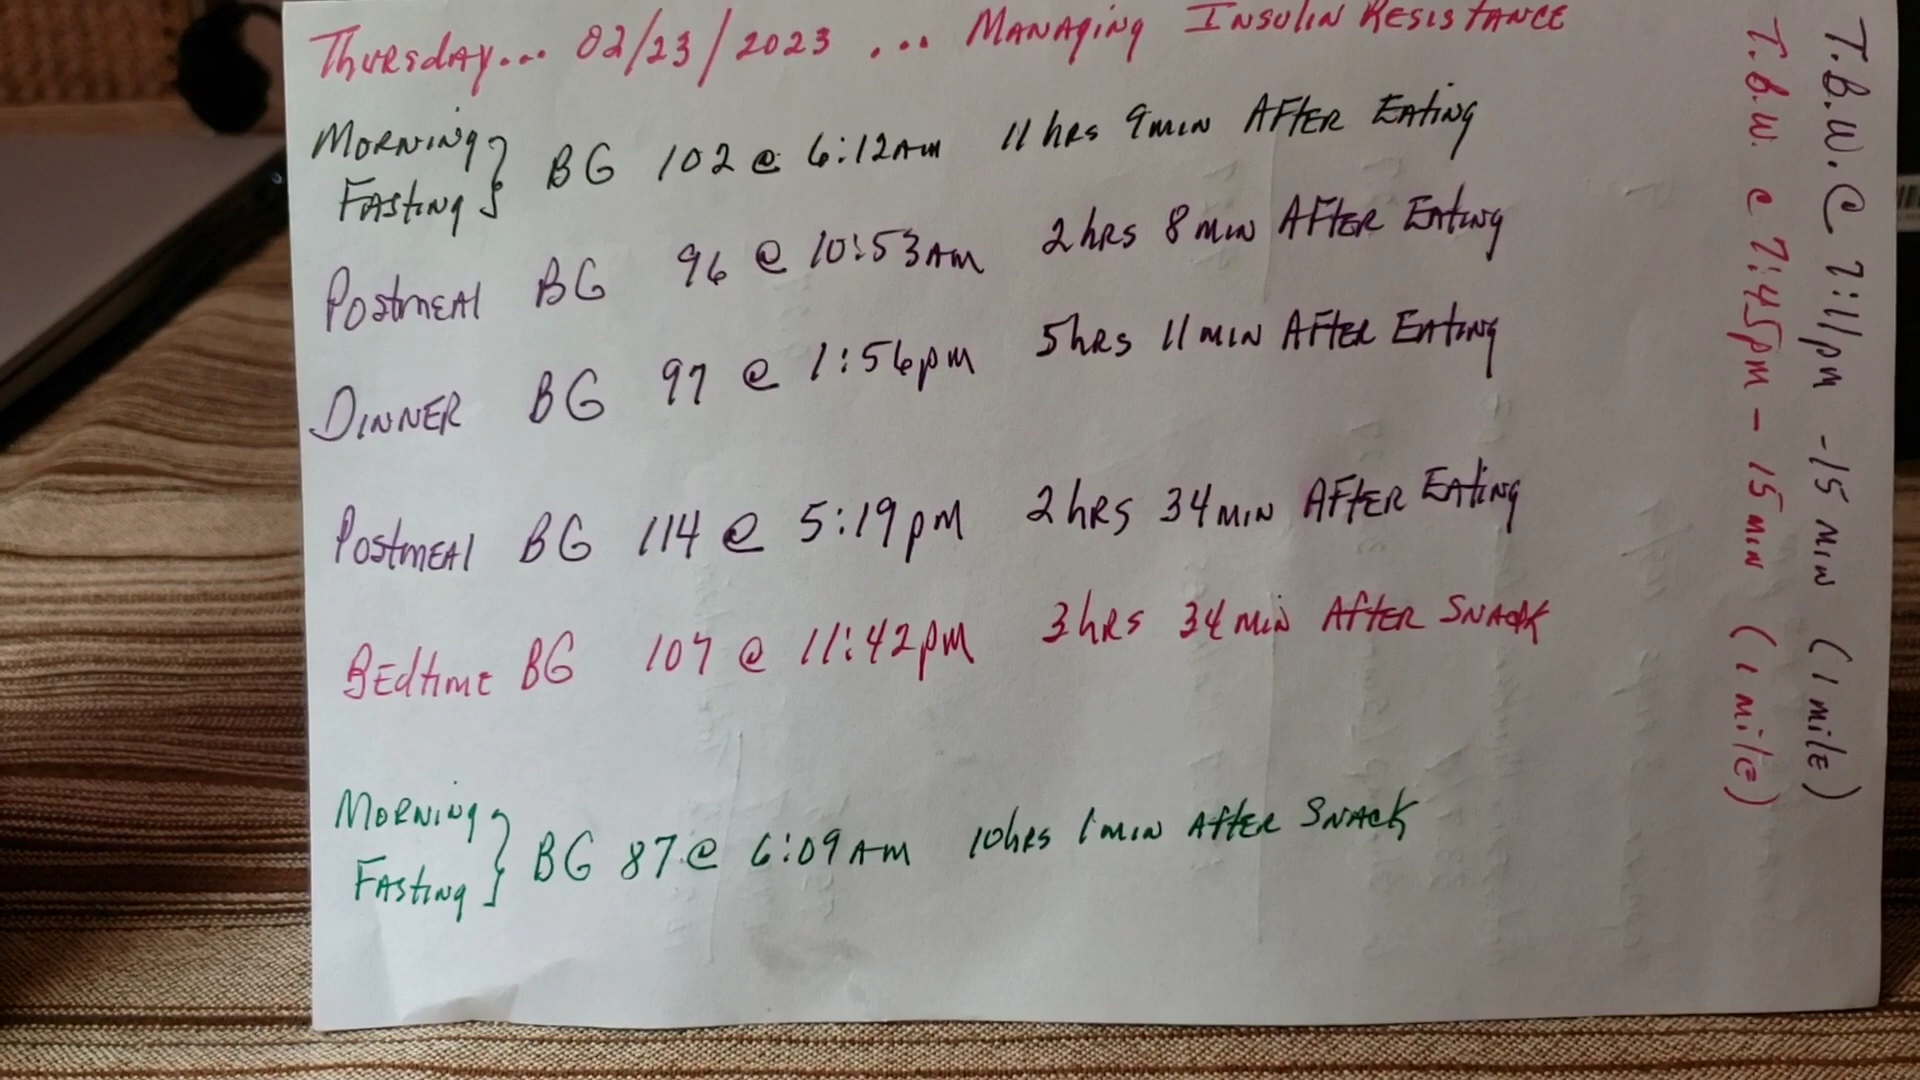 Thursday... 02/23/2023 ... Managing Insulin Resistance
Morning Fasting } BG 102 @ 6:12am 11 hrs 9 min After Eating
Postmeal BG 96 @ 10:53am 2 hrs 8 min After Eating
Dinner BG 97 @ 1:56pm 5 hrs 11 min After Eating
Postmeal BG 114 @ 5:19pm 2 hrs 34 min After Eating
Bedtime BG 107 @ 11:42pm 3 hrs 34 min After Snack
Morning Fasting } BG 87 @ 6:09am 10 hrs 1 min After Snack
T.B.W. @ 7:11pm - 15 min (1 mile)
T.B.W. @ 7:45pm - 15 min (1 mile)